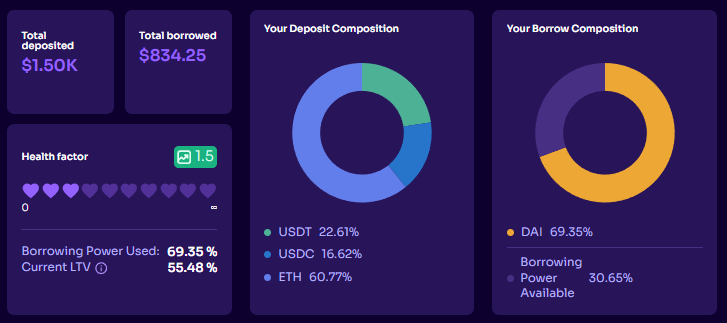 Total
deposited
$1.50K
Total borrowed
$834.25
Health factor
1.5
0
∞
Borrowing Power Used: 69.35 %
Current LTV 55.48 %
Your Deposit Composition
USDT 22.61%
USDC 16.62%
ETH 60.77%
Your Borrow Composition
DAI 69.35%
Borrowing
Power 30.65%
Available